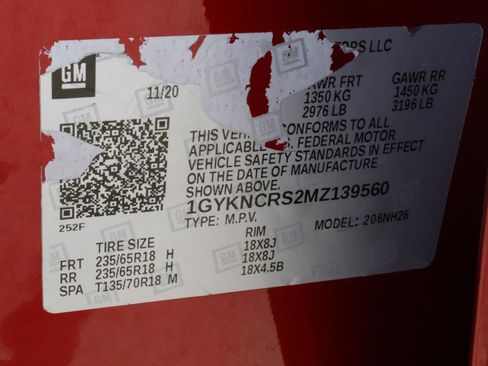 GM
ORS LLC
11/20
GAWR FRT GAWR RR
1350 KG 1450 KG
2976 LB 3196 LB
THIS VEH CONFORMS TO ALL
APPLICABLE U.S. FEDERAL MOTOR
VEHICLE SAFETY STANDARDS IN EFFECT
ON THE DATE OF MANUFACTURE
SHOWN ABOVE.
1GYKNCRS2MZ139560
TYPE: M.P.V. MODEL: 206NH26
252F
TIRE SIZE RIM
FRT 235/65R18 H 18X8J
RR 235/65R18 H 18X8J
SPA T135/70R18 M 18X4.5B